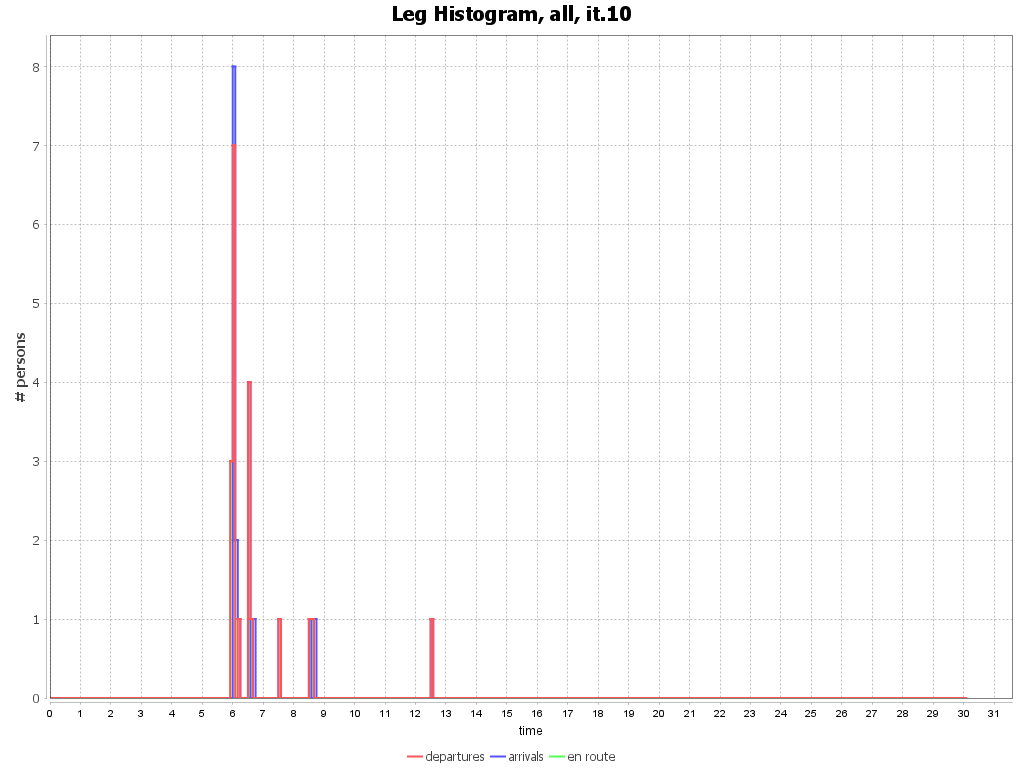 Leg Histogram, all, it.10
8
7
6
5
4
3
2
1
0
# persons
0 1 2 3 4 5 6 7 8 9 10 11 12 13 14 15 16 17 18 19 20 21 22 23 24 25 26 27 28 29 30 31
time
departures arrivals en route